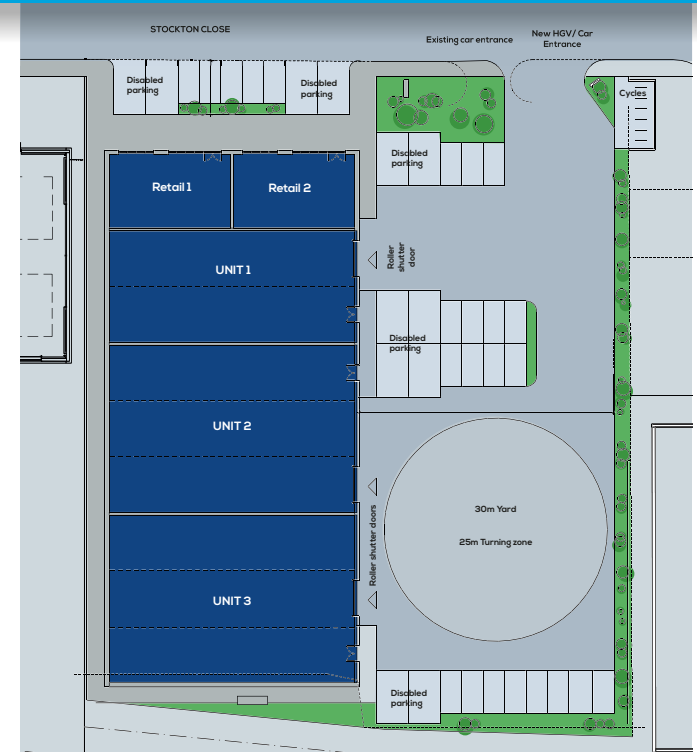 STOCKTON CLOSE
Existing car entrance
New HGV/ Car
Entrance
Disabled
parking
Disabled
parking
Cycles
Disabled
parking
Retail 1
Retail 2
UNIT 1
Roller
shutter
door
Disabled
parking
UNIT 2
30m Yard
25m Turning zone
Roller shutter doors
UNIT 3
Disabled
parking